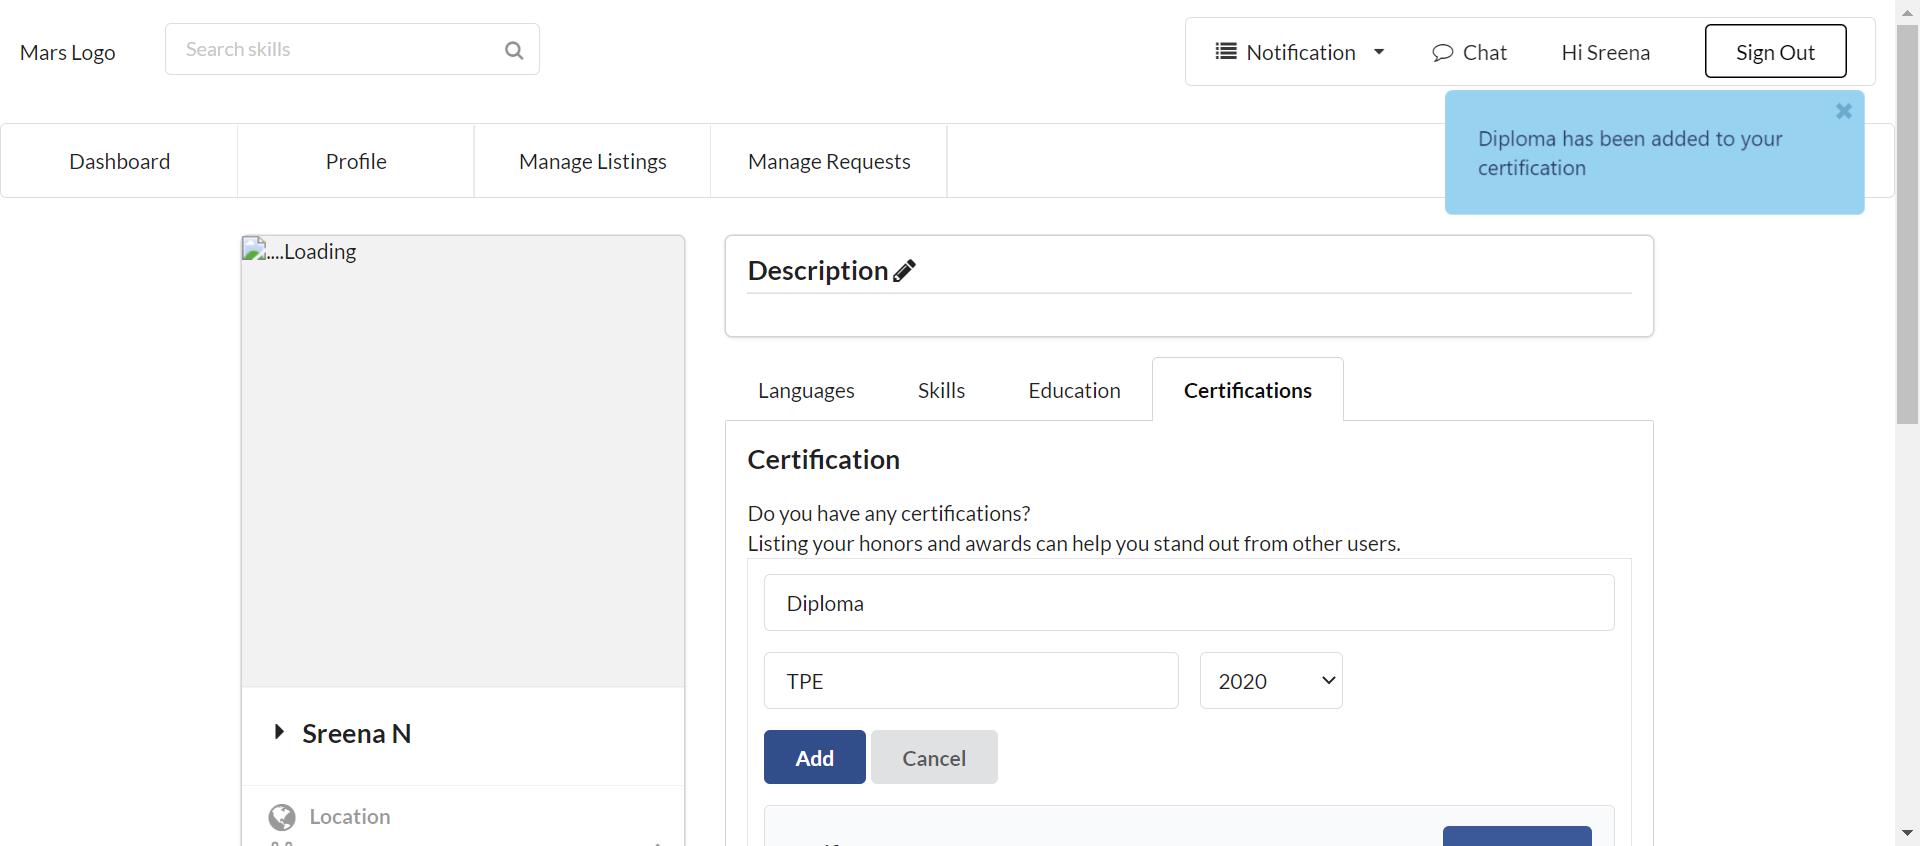 Mars Logo
Search skills
Notification
Chat
Hi Sreena
Sign Out
Diploma has been added to your
certification
Dashboard
Profile
Manage Listings
Manage Requests
....Loading
Description
Languages
Skills
Education
Certifications
Certification
Do you have any certifications?
Listing your honors and awards can help you stand out from other users.
Diploma
TPE
2020
Add
Cancel
Sreena N
Location